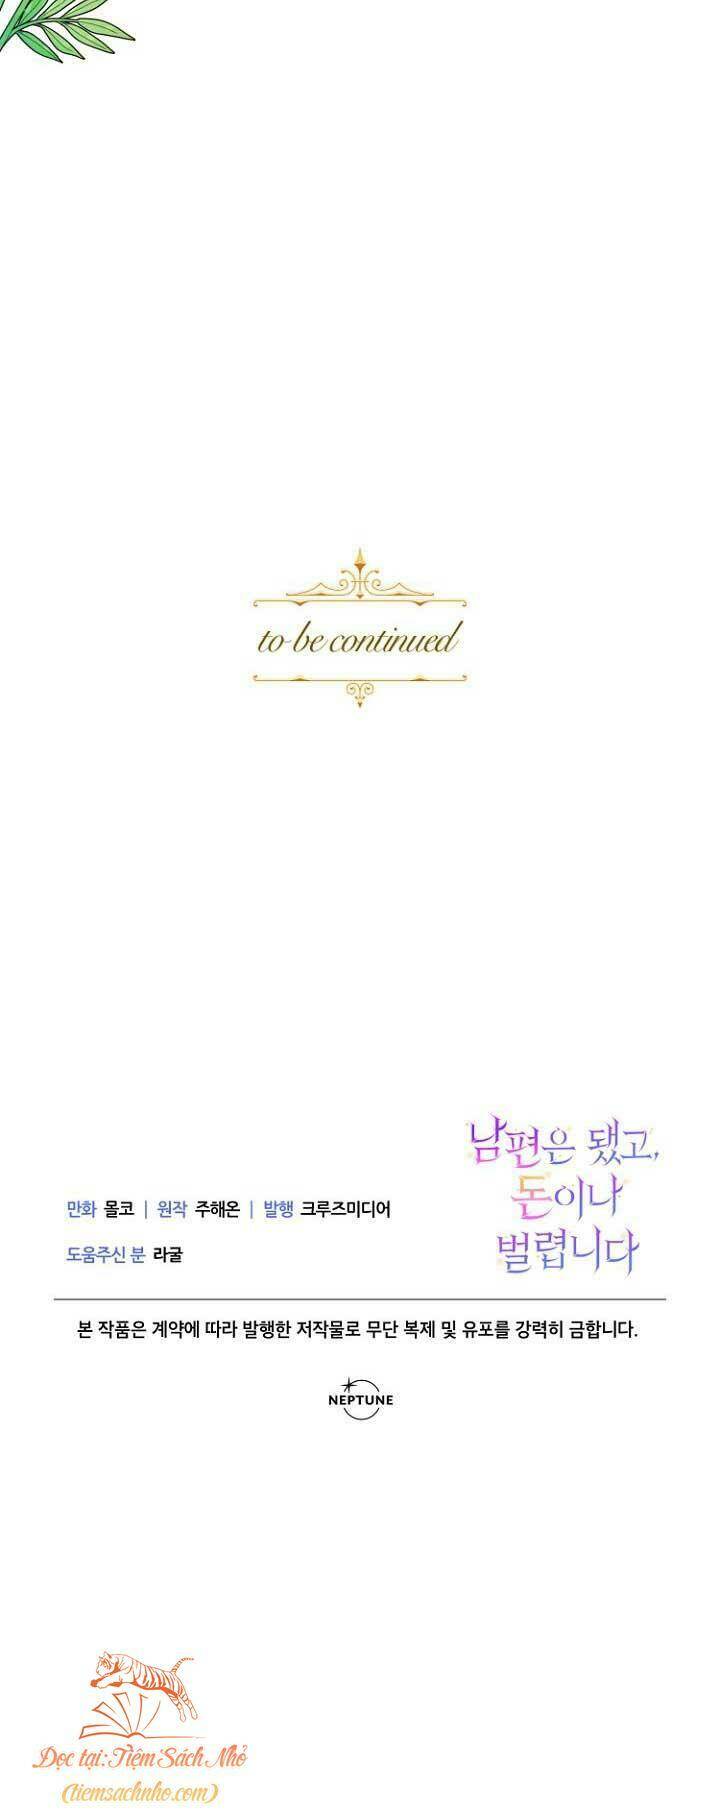 to be continued
남편은 됐고,
돈이나
벌렵니다
만화 몰코 | 원작 주해온 | 발행 크루즈미디어
도움주신 분 라굴
본 작품은 계약에 따라 발행한 저작물로 무단 복제 및 유포를 강력히 금합니다.
NEPTUNE
Đọc tại: Tiệm Sách Nhỏ
(tiemsachnho.com)